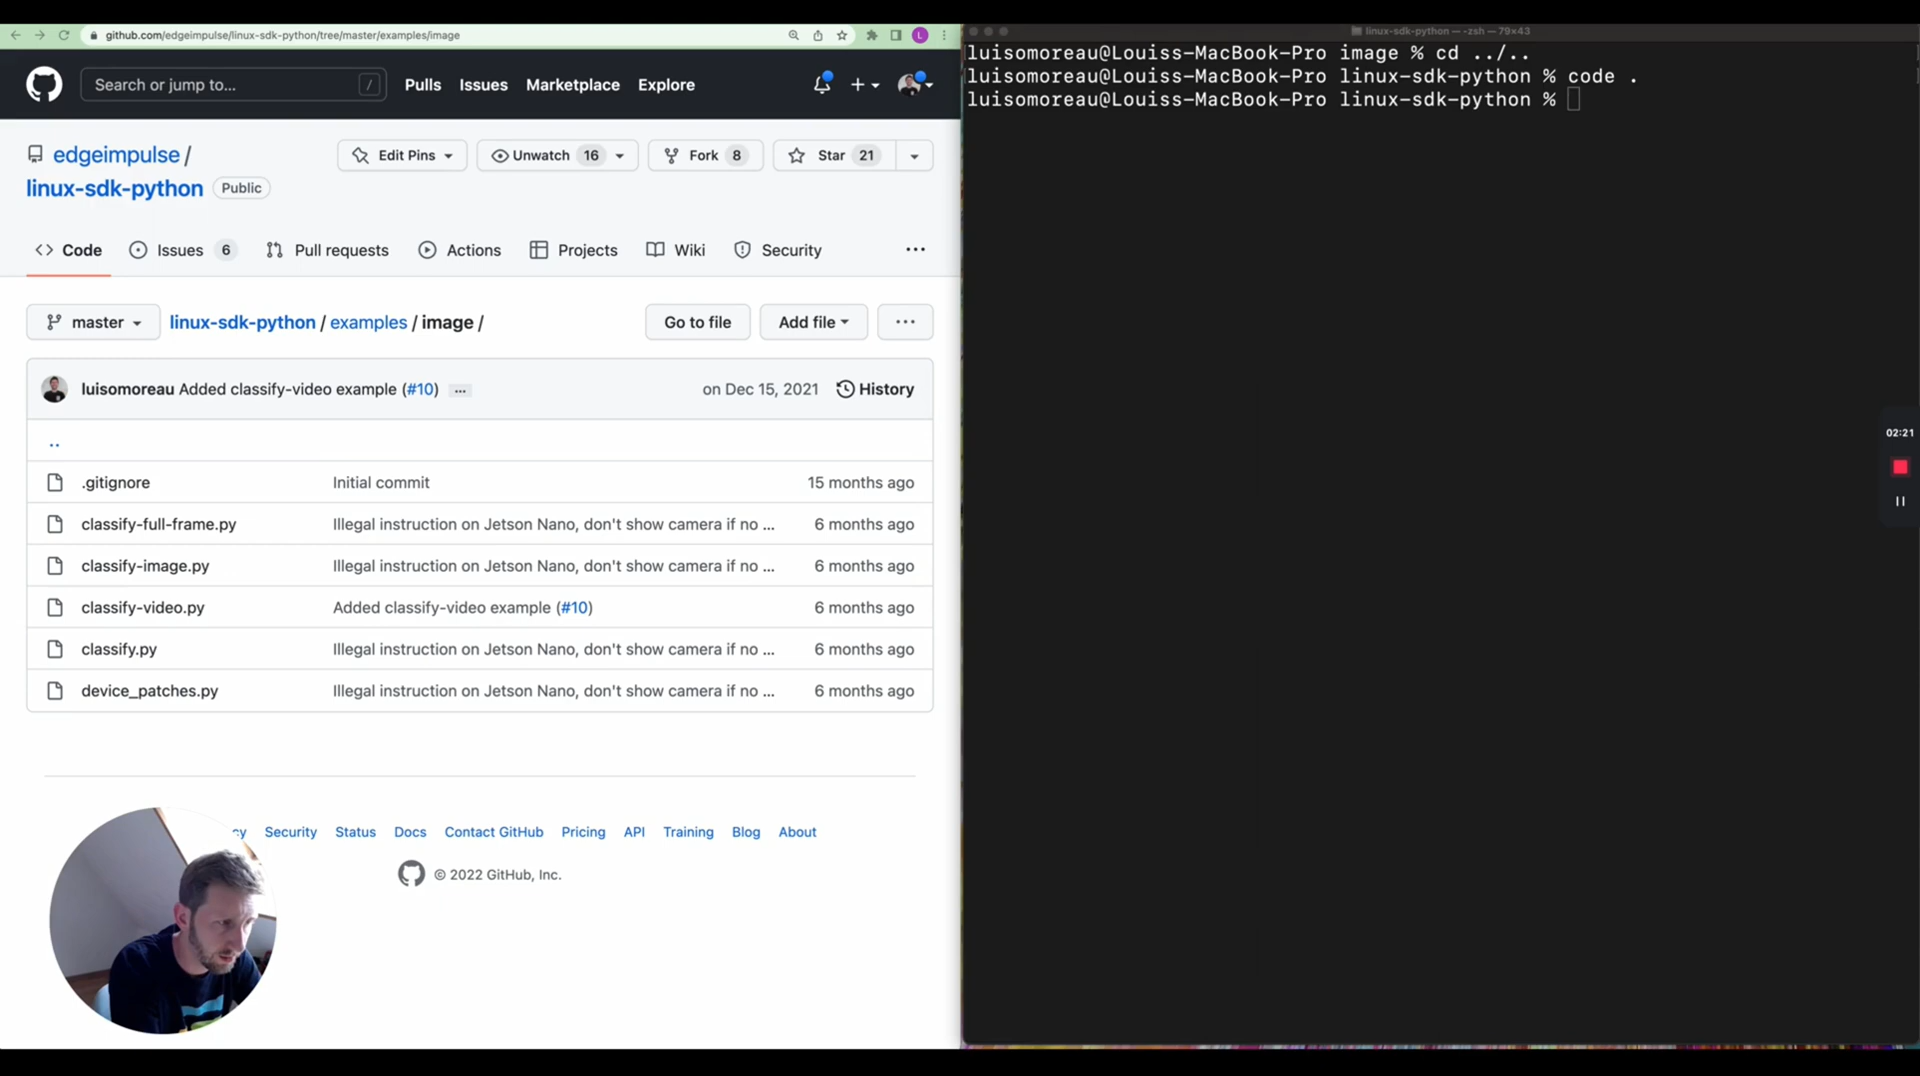 github.com/edgeimpulse/linux-sdk-python/tree/master/examples/image
L
Search or jump to...
/
Pulls
Issues
Marketplace
Explore
edgeimpulse /
linux-sdk-python
Public
Edit Pins
Unwatch 16
Fork 8
Star 21
Code
Issues 6
Pull requests
Actions
Projects
Wiki
Security
...
master
linux-sdk-python / examples / image /
Go to file
Add file
...
luisomoreau Added classify-video example (#10) ...
on Dec 15, 2021
History
..
.gitignore Initial commit 15 months ago
classify-full-frame.py Illegal instruction on Jetson Nano, don't show camera if no ... 6 months ago
classify-image.py Illegal instruction on Jetson Nano, don't show camera if no ... 6 months ago
classify-video.py Added classify-video example (#10) 6 months ago
classify.py Illegal instruction on Jetson Nano, don't show camera if no ... 6 months ago
device_patches.py Illegal instruction on Jetson Nano, don't show camera if no ... 6 months ago
cy Security Status Docs Contact GitHub Pricing API Training Blog About
© 2022 GitHub, Inc.
linux-sdk-python — -zsh — 79×43
luisomoreau@Louiss-MacBook-Pro image % cd ../..
luisomoreau@Louiss-MacBook-Pro linux-sdk-python % code .
luisomoreau@Louiss-MacBook-Pro linux-sdk-python %
02:21